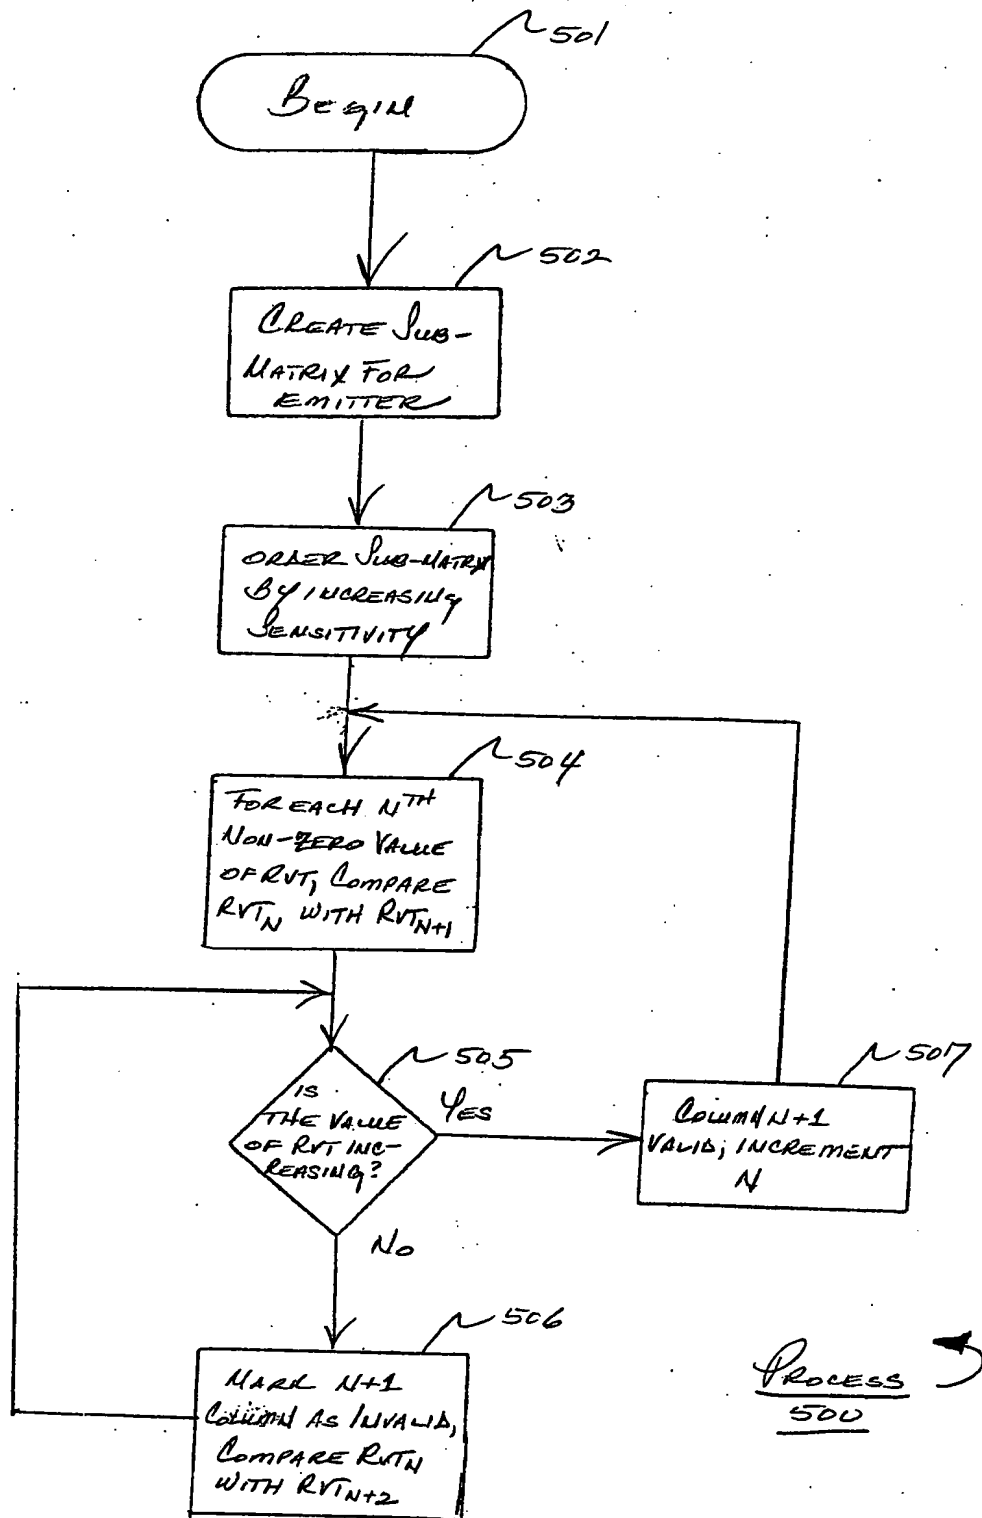 501
Begin
502
CREATE SUB-
MATRIX FOR
EMITTER
503
ORDER SUB-MATRIX
BY INCREASING
SENSITIVITY
504
FOR EACH NTH
NON-ZERO VALUE
OF RVT, COMPARE
RVTN WITH RVTN+1
505
IS
THE VALUE
OF RVT INC-
REASING?
YES
507
COLUMN N+1
VALID; INCREMENT
N
NO
506
MARK N+1
COLUMN AS INVALID,
COMPARE RVTN
WITH RVTN+2
PROCESS
500